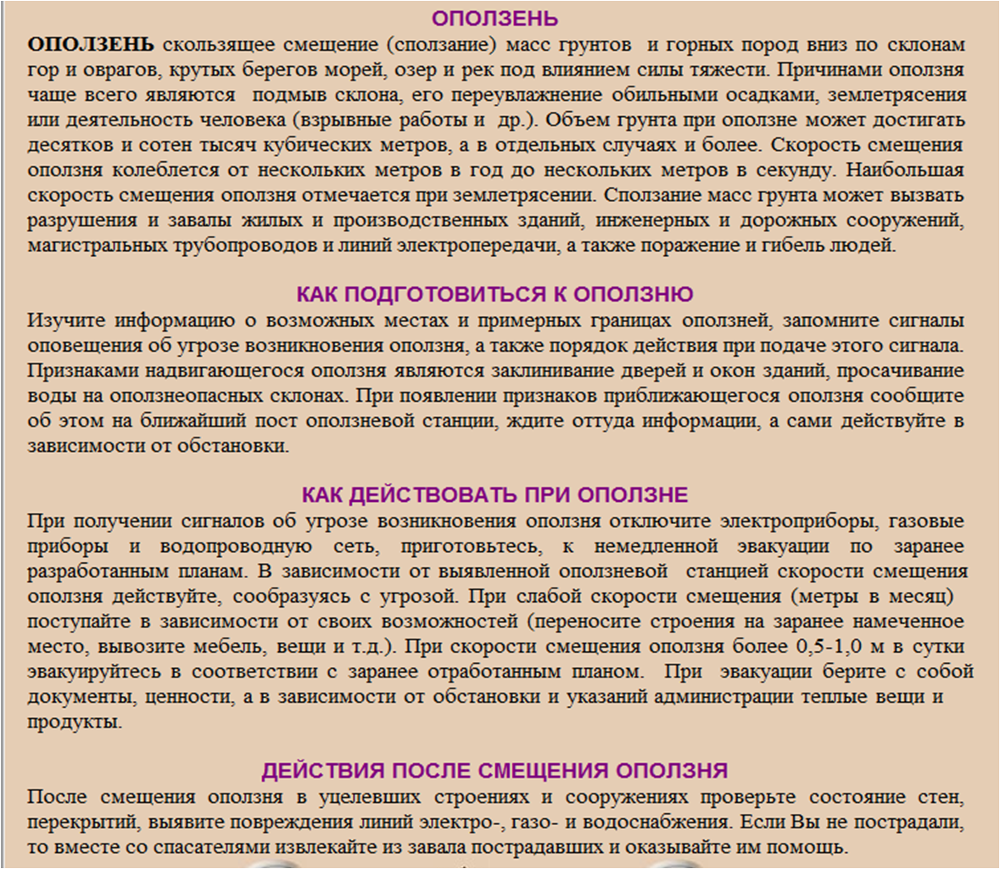 ОПОЛЗЕНЬ
ОПОЛЗЕНЬ скользящее смещение (сползание) масс грунтов и горных пород вниз по склонам
гор и оврагов, крутых берегов морей, озер и рек под влиянием силы тяжести. Причинами оползня
чаще всего являются подмыв склона, его переувлажнение обильными осадками, землетрясения
или деятельность человека (взрывные работы и др.). Объем грунта при оползне может достигать
десятков и сотен тысяч кубических метров, а в отдельных случаях и более. Скорость смещения
оползня колеблется от нескольких метров в год до нескольких метров в секунду. Наибольшая
скорость смещения оползня отмечается при землетрясении. Сползание масс грунта может вызвать
разрушения и завалы жилых и производственных зданий, инженерных и дорожных сооружений,
магистральных трубопроводов и линий электропередачи, а также поражение и гибель людей.
КАК ПОДГОТОВИТЬСЯ К ОПОЛЗНЮ
Изучите информацию о возможных местах и примерных границах оползней, запомните сигналы
оповещения об угрозе возникновения оползня, а также порядок действия при подаче этого сигнала.
Признаками надвигающегося оползня являются заклинивание дверей и окон зданий, просачивание
воды на оползнеопасных склонах. При появлении признаков приближающегося оползня сообщите
об этом на ближайший пост оползневой станции, ждите оттуда информации, а сами действуйте в
зависимости от обстановки.
КАК ДЕЙСТВОВАТЬ ПРИ ОПОЛЗНЕ
При получении сигналов об угрозе возникновения оползня отключите электроприборы, газовые
приборы и водопроводную сеть, приготовьтесь, к немедленной эвакуации по заранее
разработанным планам. В зависимости от выявленной оползневой станцией скорости смещения
оползня действуйте, сообразуясь с угрозой. При слабой скорости смещения (метры в месяц)
поступайте в зависимости от своих возможностей (переносите строения на заранее намеченное
место, вывозите мебель, вещи и т.д.). При скорости смещения оползня более 0,5-1,0 м в сутки
эвакуируйтесь в соответствии с заранее отработанным планом. При эвакуации берите с собой
документы, ценности, а в зависимости от обстановки и указаний администрации теплые вещи и
продукты.
ДЕЙСТВИЯ ПОСЛЕ СМЕЩЕНИЯ ОПОЛЗНЯ
После смещения оползня в уцелевших строениях и сооружениях проверьте состояние стен,
перекрытий, выявите повреждения линий электро-, газо- и водоснабжения. Если Вы не пострадали,
то вместе со спасателями извлекайте из завала пострадавших и оказывайте им помощь.